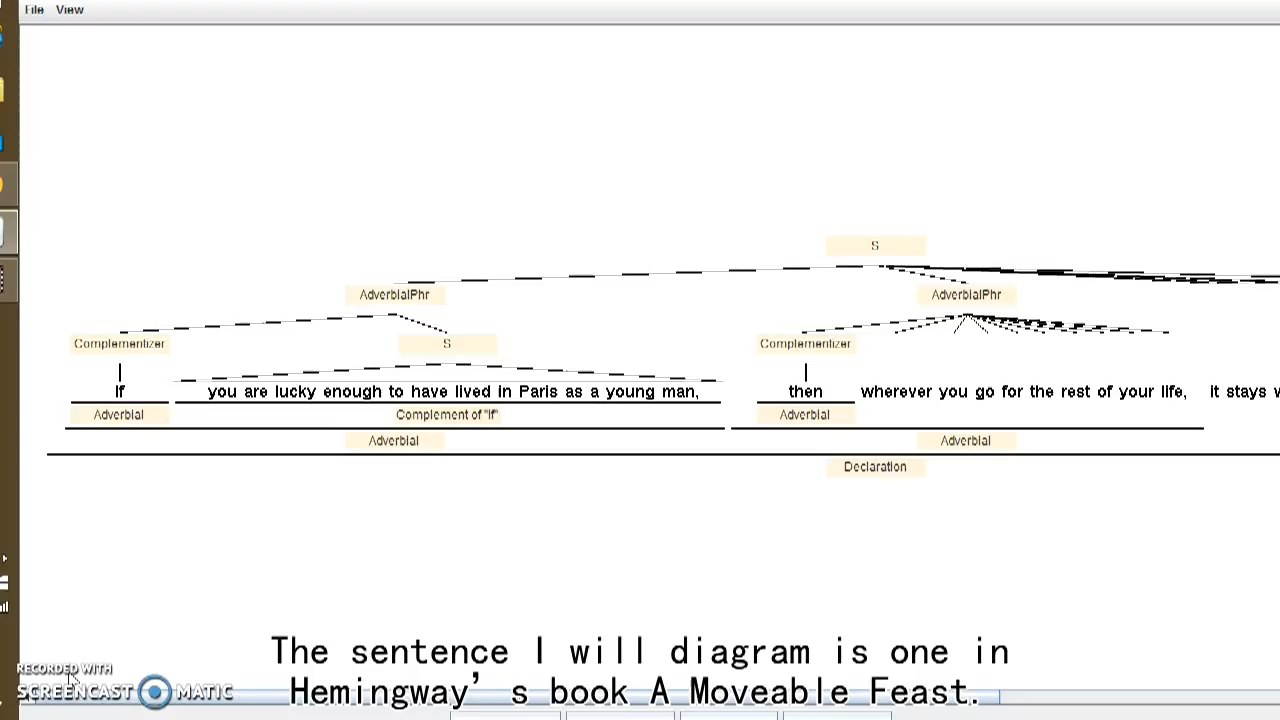 File View
S
AdverbialPhr AdverbialPhr
Complementizer S Complementizer
If you are lucky enough to have lived in Paris as a young man, then wherever you go for the rest of your life, it stays
Adverbial Complement of "If" Adverbial
Adverbial Adverbial
Declaration
The sentence I will diagram is one in
Hemingway's book A Moveable Feast.
RECORDED WITH
SCREENCAST MATIC